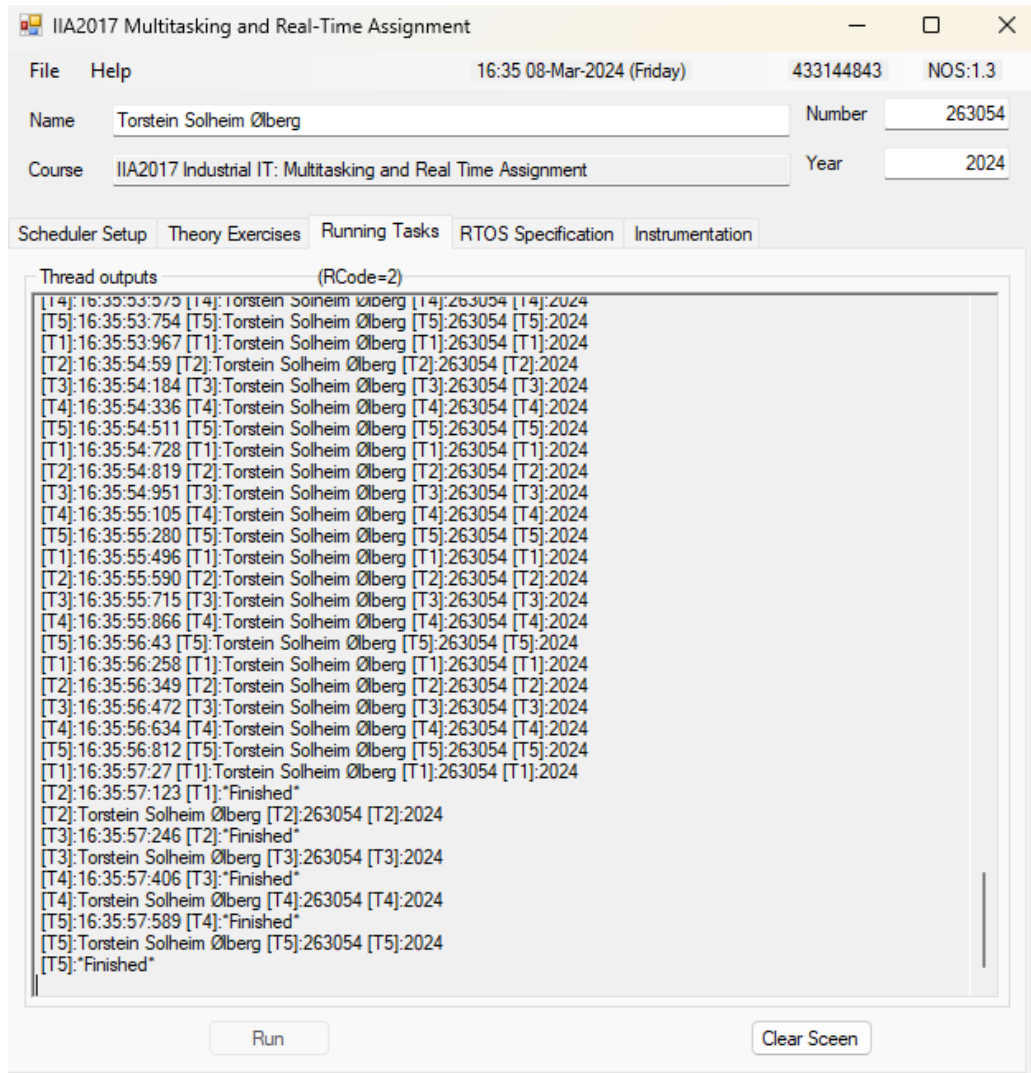 IIA2017 Multitasking and Real-Time Assignment
File Help 16:35 08-Mar-2024 (Friday) 433144843 NOS:1.3
Name Torstein Solheim Ølberg Number 263054
Course IIA2017 Industrial IT: Multitasking and Real Time Assignment Year 2024
Scheduler Setup Theory Exercises Running Tasks RTOS Specification Instrumentation
Thread outputs (RCode=2)
[T4]:16:35:53:575 [T4]:Torstein Solheim Ølberg [T4]:263054 [T4]:2024
[T5]:16:35:53:754 [T5]:Torstein Solheim Ølberg [T5]:263054 [T5]:2024
[T1]:16:35:53:967 [T1]:Torstein Solheim Ølberg [T1]:263054 [T1]:2024
[T2]:16:35:54:59 [T2]:Torstein Solheim Ølberg [T2]:263054 [T2]:2024
[T3]:16:35:54:184 [T3]:Torstein Solheim Ølberg [T3]:263054 [T3]:2024
[T4]:16:35:54:336 [T4]:Torstein Solheim Ølberg [T4]:263054 [T4]:2024
[T5]:16:35:54:511 [T5]:Torstein Solheim Ølberg [T5]:263054 [T5]:2024
[T1]:16:35:54:728 [T1]:Torstein Solheim Ølberg [T1]:263054 [T1]:2024
[T2]:16:35:54:819 [T2]:Torstein Solheim Ølberg [T2]:263054 [T2]:2024
[T3]:16:35:54:951 [T3]:Torstein Solheim Ølberg [T3]:263054 [T3]:2024
[T4]:16:35:55:105 [T4]:Torstein Solheim Ølberg [T4]:263054 [T4]:2024
[T5]:16:35:55:280 [T5]:Torstein Solheim Ølberg [T5]:263054 [T5]:2024
[T1]:16:35:55:496 [T1]:Torstein Solheim Ølberg [T1]:263054 [T1]:2024
[T2]:16:35:55:590 [T2]:Torstein Solheim Ølberg [T2]:263054 [T2]:2024
[T3]:16:35:55:715 [T3]:Torstein Solheim Ølberg [T3]:263054 [T3]:2024
[T4]:16:35:55:866 [T4]:Torstein Solheim Ølberg [T4]:263054 [T4]:2024
[T5]:16:35:56:43 [T5]:Torstein Solheim Ølberg [T5]:263054 [T5]:2024
[T1]:16:35:56:258 [T1]:Torstein Solheim Ølberg [T1]:263054 [T1]:2024
[T2]:16:35:56:349 [T2]:Torstein Solheim Ølberg [T2]:263054 [T2]:2024
[T3]:16:35:56:472 [T3]:Torstein Solheim Ølberg [T3]:263054 [T3]:2024
[T4]:16:35:56:634 [T4]:Torstein Solheim Ølberg [T4]:263054 [T4]:2024
[T5]:16:35:56:812 [T5]:Torstein Solheim Ølberg [T5]:263054 [T5]:2024
[T1]:16:35:57:27 [T1]:Torstein Solheim Ølberg [T1]:263054 [T1]:2024
[T2]:16:35:57:123 [T1]:*Finished*
[T2]:Torstein Solheim Ølberg [T2]:263054 [T2]:2024
[T3]:16:35:57:246 [T2]:*Finished*
[T3]:Torstein Solheim Ølberg [T3]:263054 [T3]:2024
[T4]:16:35:57:406 [T3]:*Finished*
[T4]:Torstein Solheim Ølberg [T4]:263054 [T4]:2024
[T5]:16:35:57:589 [T4]:*Finished*
[T5]:Torstein Solheim Ølberg [T5]:263054 [T5]:2024
[T5]:*Finished*
Run Clear Sceen